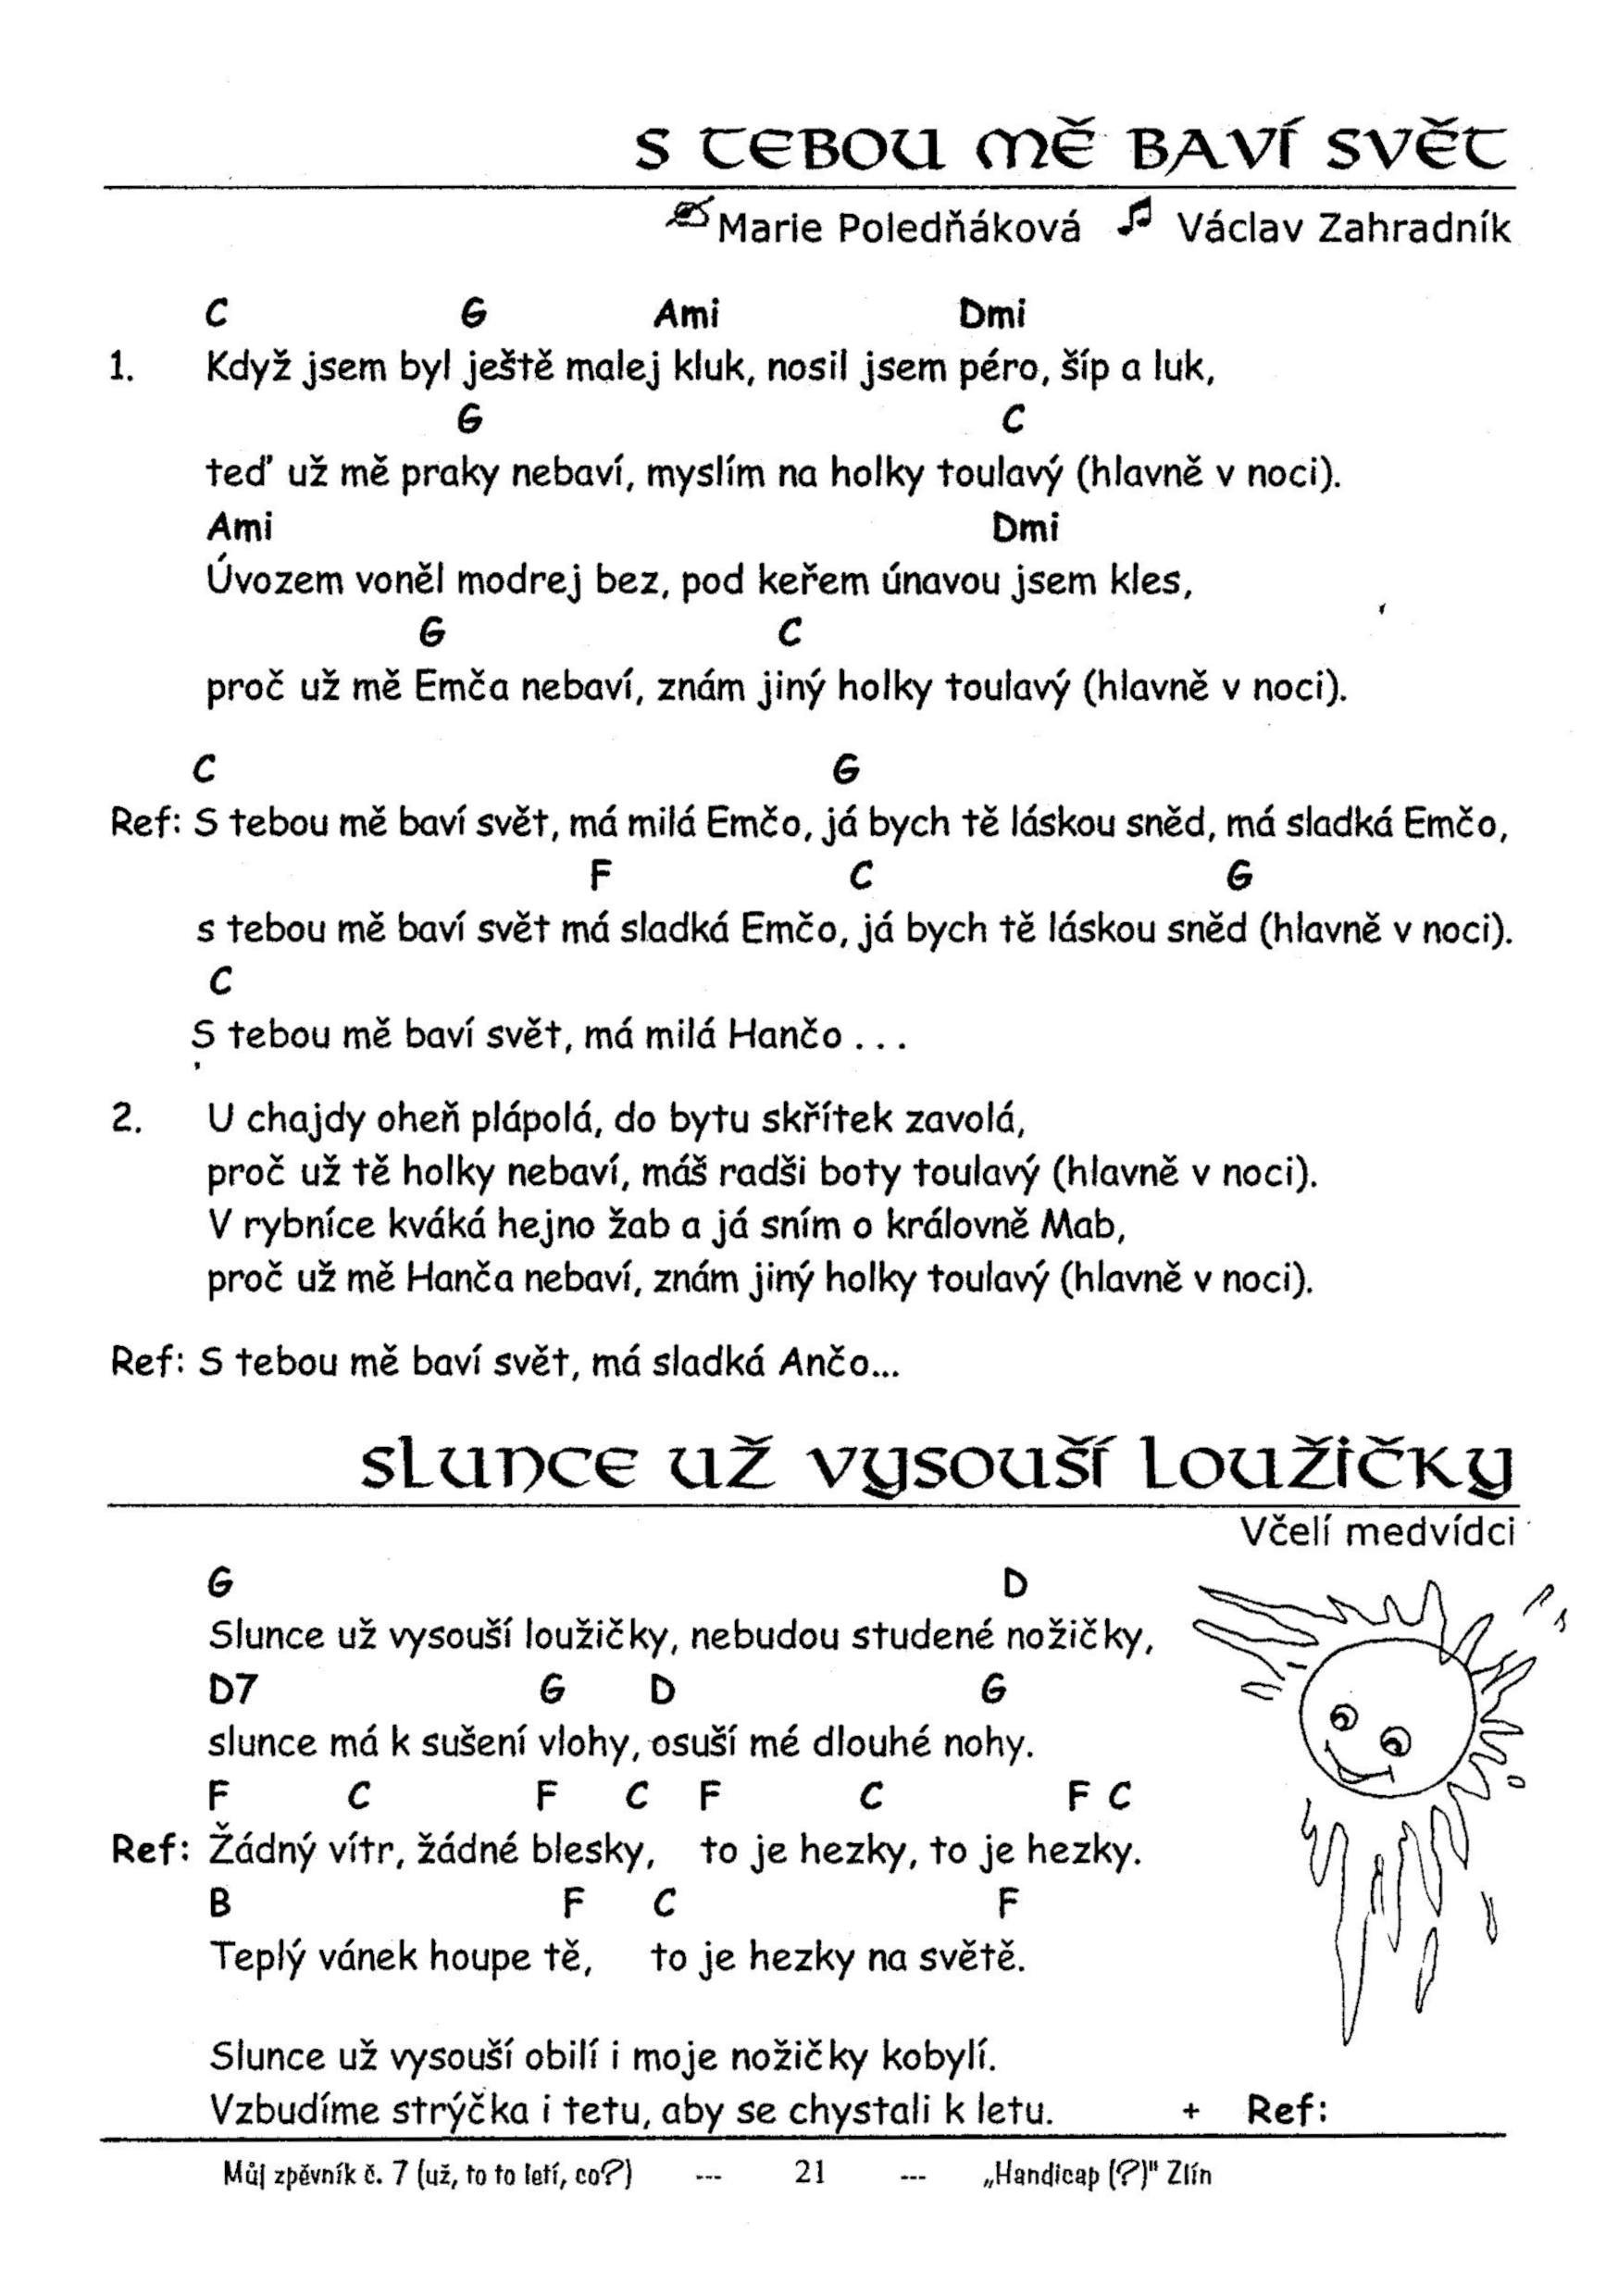 S TEBOU MĚ BAVÍ SVĚT
Marie Poledňáková Václav Zahradník
C G Ami Dmi
1. Když jsem byl ještě malej kluk, nosil jsem péro, šíp a luk,
G C
teď už mě praky nebaví, myslím na holky toulavý (hlavně v noci).
Ami Dmi
Úvozem voněl modrej bez, pod keřem únavou jsem kles,
G C
proč už mě Emča nebaví, znám jiný holky toulavý (hlavně v noci).
C G
Ref: S tebou mě baví svět, má milá Emčo, já bych tě láskou sněd, má sladká Emčo,
F C G
s tebou mě baví svět má sladká Emčo, já bych tě láskou sněd (hlavně v noci).
C
S tebou mě baví svět, má milá Hančo . . .
2. U chajdy oheň plápolá, do bytu skřítek zavolá,
proč už tě holky nebaví, máš radši boty toulavý (hlavně v noci).
V rybníce kváká hejno žab a já sním o královně Mab,
proč už mě Hanča nebaví, znám jiný holky toulavý (hlavně v noci).
Ref: S tebou mě baví svět, má sladká Ančo...
SLUNCE UŽ VYSOUŠÍ LOUŽIČKY
Včelí medvídci
G D
Slunce už vysouší loužičky, nebudou studené nožičky,
D7 G D G
slunce má k sušení vlohy, osuší mé dlouhé nohy.
F C F C F C F C
Ref: Žádný vítr, žádné blesky, to je hezky, to je hezky.
B F C F
Teplý vánek houpe tě, to je hezky na světě.
Slunce už vysouší obilí i moje nožičky kobylí.
Vzbudíme strýčka i tetu, aby se chystali k letu. + Ref:
Můj zpěvník č. 7 (už, to to letí, co?) --- 21 --- „Handicap (?)" Zlín